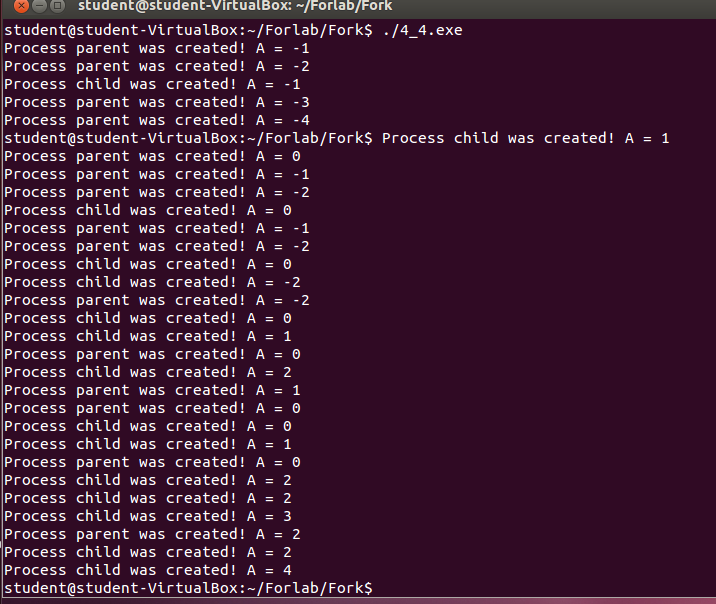 student@student-VirtualBox: ~/Forlab/Fork
student@student-VirtualBox:~/Forlab/Fork$ ./4_4.exe
Process parent was created! A = -1
Process parent was created! A = -2
Process child was created! A = -1
Process parent was created! A = -3
Process parent was created! A = -4
student@student-VirtualBox:~/Forlab/Fork$ Process child was created! A = 1
Process parent was created! A = 0
Process parent was created! A = -1
Process parent was created! A = -2
Process child was created! A = 0
Process parent was created! A = -1
Process parent was created! A = -2
Process child was created! A = 0
Process child was created! A = -2
Process parent was created! A = -2
Process child was created! A = 0
Process child was created! A = 1
Process parent was created! A = 0
Process child was created! A = 2
Process parent was created! A = 1
Process parent was created! A = 0
Process child was created! A = 0
Process child was created! A = 1
Process parent was created! A = 0
Process child was created! A = 2
Process child was created! A = 2
Process child was created! A = 3
Process parent was created! A = 2
Process child was created! A = 2
Process child was created! A = 4
student@student-VirtualBox:~/Forlab/Fork$